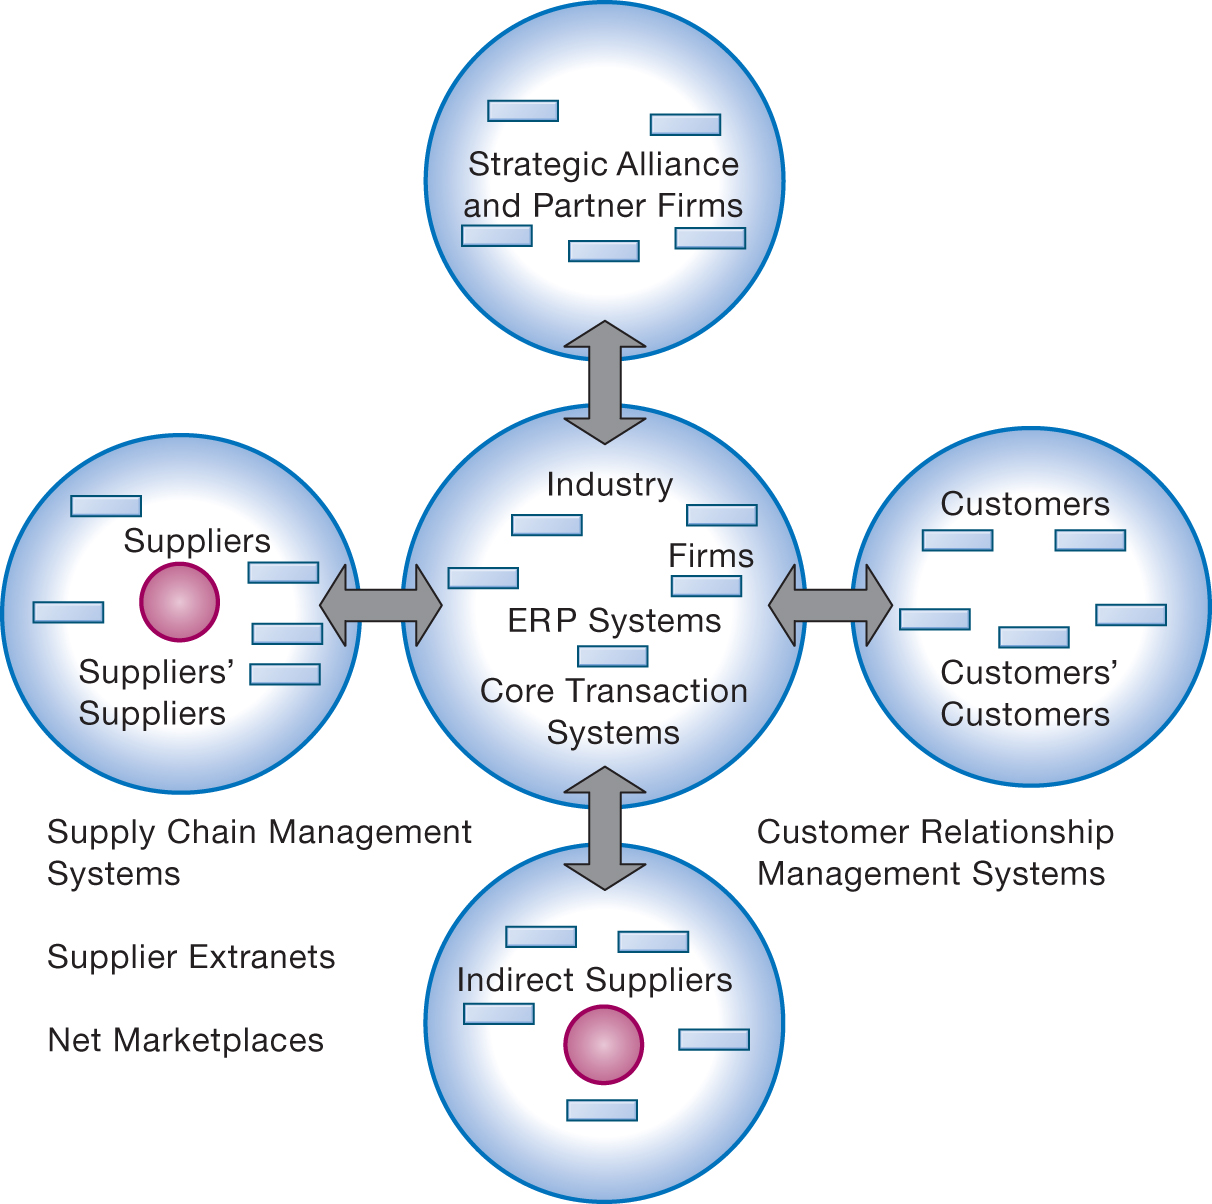 Strategic Alliance
and Partner Firms
Industry
Firms
ERP Systems
Core Transaction
Systems
Suppliers
Suppliers’
Suppliers
Customers
Customers’
Customers
Supply Chain Management
Systems
Supplier Extranets
Net Marketplaces
Customer Relationship
Management Systems
Indirect Suppliers